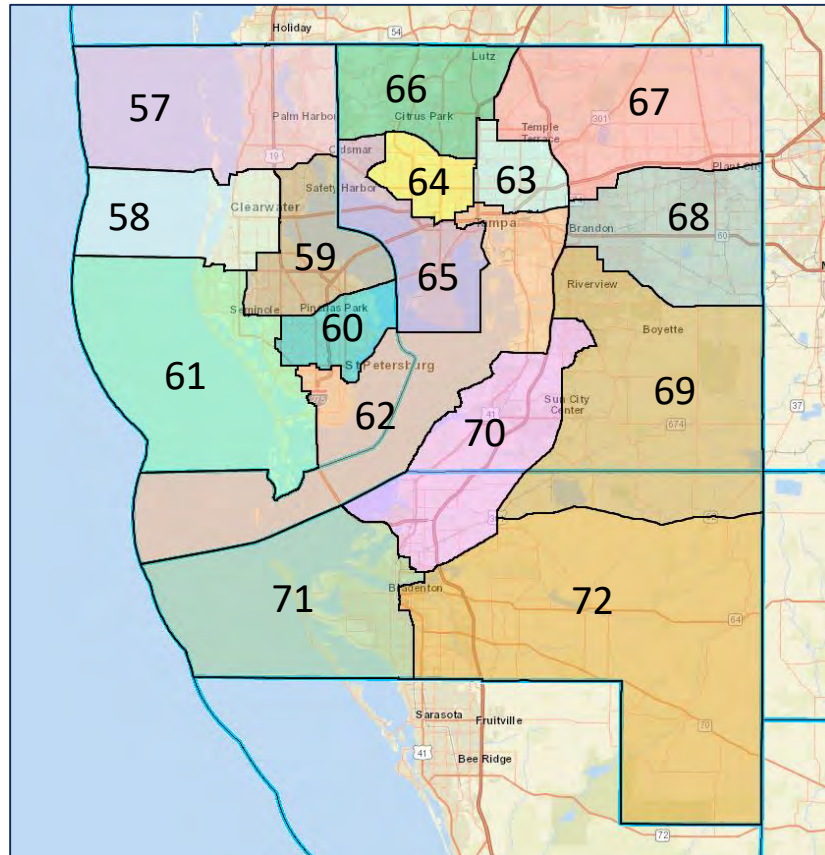 Holiday
54
Lutz
66
67
57
301
Citrus Park
Palm Harbor
Temple
Terrace
19
Oldsmar
Plant City
64
63
Safety Harbor
58
Clearwater
68
Tampa
Brandon
60
59
65
Riverview
Seminole
Pinellas Park
60
Boyette
St Petersburg
61
69
Sun City
Center
41
37
62
70
674
71
Bradenton
72
64
70
Sarasota
Fruitville
41
Bee Ridge
72